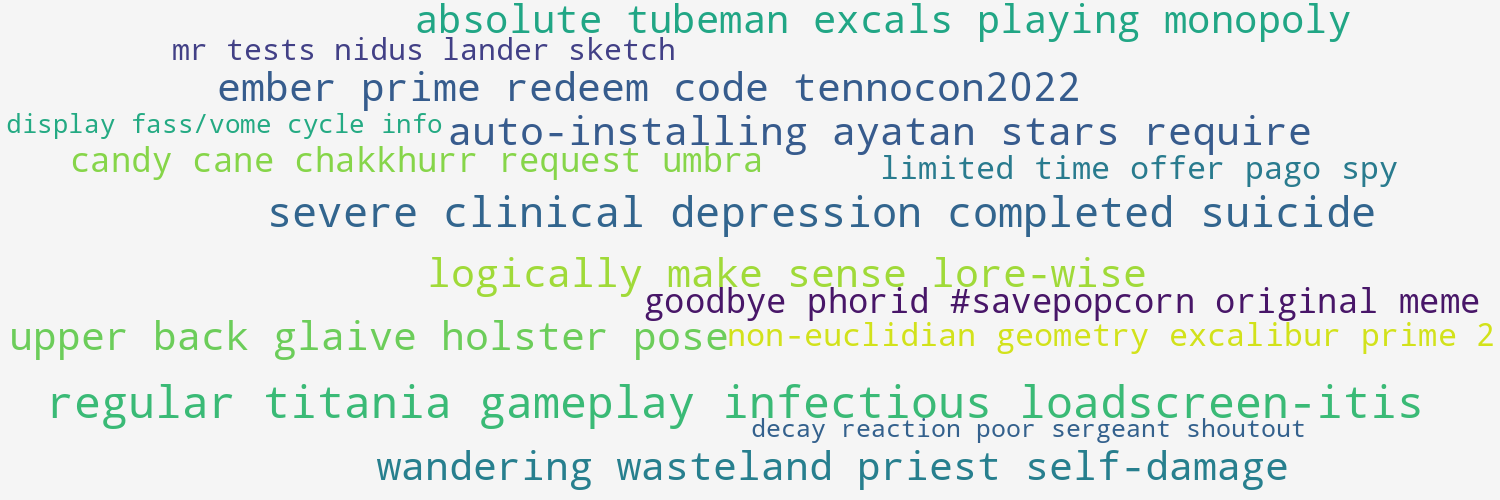 absolute tubeman excals playing monopoly
mr tests nidus lander sketch
ember prime redeem code tennocon2022
display fass/vome cycle info
auto-installing ayatan stars require
candy cane chakkhurr request umbra
limited time offer pago spy
severe clinical depression completed suicide
logically make sense lore-wise
goodbye phorid #savepopcorn original meme
upper back glaive holster pose
non-euclidian geometry excalibur prime 2
regular titania gameplay infectious loadscreen-itis
decay reaction poor sergeant shoutout
wandering wasteland priest self-damage